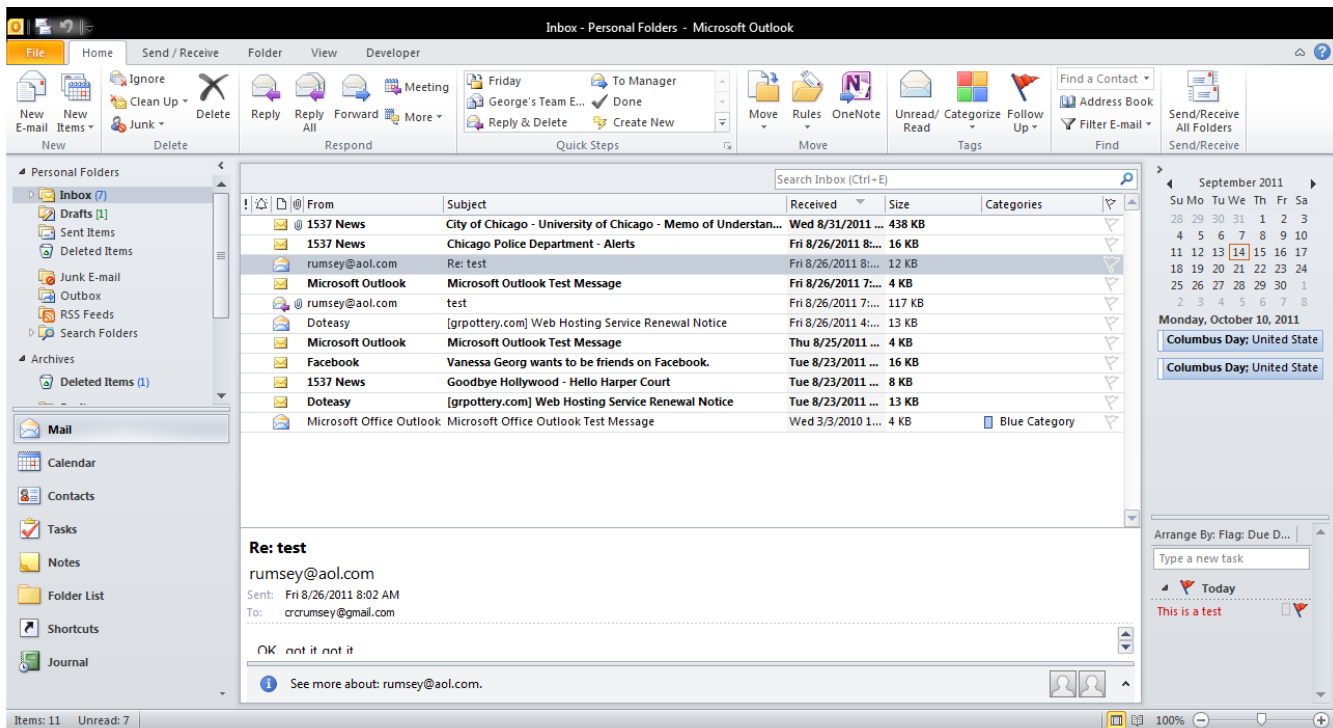 Inbox - Personal Folders - Microsoft Outlook
File Home Send / Receive Folder View Developer
New E-mail
New Items
Ignore
Clean Up
Junk
Delete
Reply
Reply All
Forward
Meeting
More
Friday
To Manager
George's Team E...
Done
Reply & Delete
Create New
Move
Rules
OneNote
Unread/ Read
Categorize
Follow Up
Find a Contact
Address Book
Filter E-mail
Send/Receive All Folders
New Delete Respond Quick Steps Move Tags Find Send/Receive
Personal Folders
Inbox (7)
Drafts [1]
Sent Items
Deleted Items
Junk E-mail
Outbox
RSS Feeds
Search Folders
Archives
Deleted Items (1)
Mail
Calendar
Contacts
Tasks
Notes
Folder List
Shortcuts
Journal
Search Inbox (Ctrl+E)
! From Subject Received Size Categories
1537 News City of Chicago - University of Chicago - Memo of Understan... Wed 8/31/2011 ... 438 KB
1537 News Chicago Police Department - Alerts Fri 8/26/2011 8:... 16 KB
rumsey@aol.com Re: test Fri 8/26/2011 8:... 12 KB
Microsoft Outlook Microsoft Outlook Test Message Fri 8/26/2011 7:... 4 KB
rumsey@aol.com test Fri 8/26/2011 7:... 117 KB
Doteasy [grpottery.com] Web Hosting Service Renewal Notice Fri 8/26/2011 4:... 13 KB
Microsoft Outlook Microsoft Outlook Test Message Thu 8/25/2011 ... 4 KB
Facebook Vanessa Georg wants to be friends on Facebook. Tue 8/23/2011 ... 16 KB
1537 News Goodbye Hollywood - Hello Harper Court Tue 8/23/2011 ... 8 KB
Doteasy [grpottery.com] Web Hosting Service Renewal Notice Tue 8/23/2011 ... 13 KB
Microsoft Office Outlook Microsoft Office Outlook Test Message Wed 3/3/2010 1... 4 KB Blue Category
Re: test
rumsey@aol.com
Sent: Fri 8/26/2011 8:02 AM
To: crcrumsey@gmail.com
OK got it got it
See more about: rumsey@aol.com.
September 2011
Su Mo Tu We Th Fr Sa
28 29 30 31 1 2 3
4 5 6 7 8 9 10
11 12 13 14 15 16 17
18 19 20 21 22 23 24
25 26 27 28 29 30 1
2 3 4 5 6 7 8
Monday, October 10, 2011
Columbus Day; United State
Columbus Day; United State
Arrange By: Flag: Due D...
Type a new task
Today
This is a test
Items: 11 Unread: 7
100%